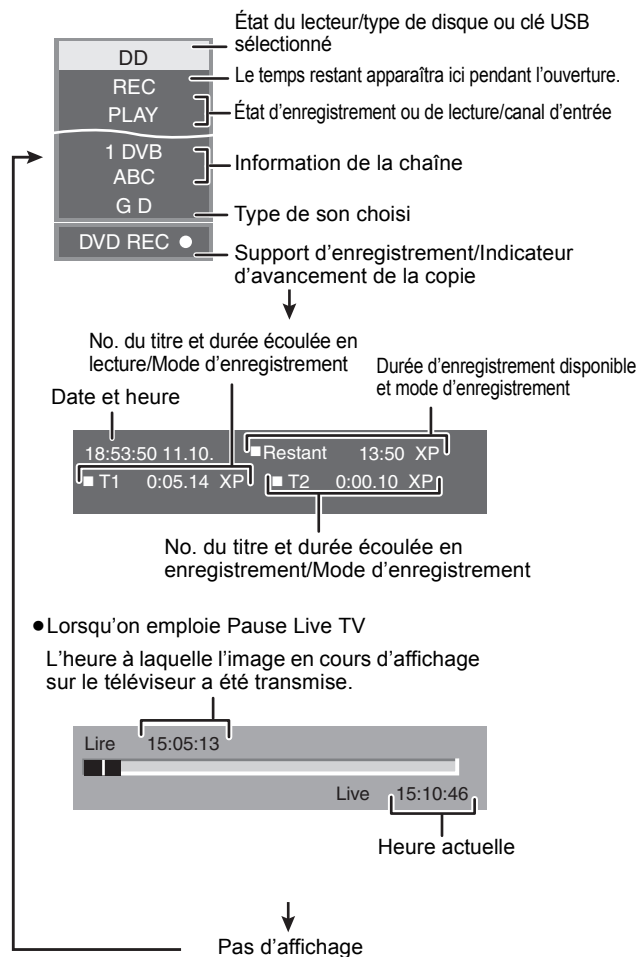 État du lecteur/type de disque ou clé USB
sélectionné
DD
REC
Le temps restant apparaîtra ici pendant l'ouverture.
PLAY
État d'enregistrement ou de lecture/canal d'entrée
1 DVB
ABC
Information de la chaîne
G D
Type de son choisi
DVD REC ●
Support d'enregistrement/Indicateur
d'avancement de la copie
No. du titre et durée écoulée en
lecture/Mode d'enregistrement
Durée d'enregistrement disponible
et mode d'enregistrement
Date et heure
18:53:50 11.10. ■Restant 13:50 XP
■ T1 0:05.14 XP ■ T2 0:00.10 XP
No. du titre et durée écoulée en
enregistrement/Mode d'enregistrement
●Lorsqu'on emploie Pause Live TV
L'heure à laquelle l'image en cours d'affichage
sur le téléviseur a été transmise.
Lire 15:05:13
Live 15:10:46
Heure actuelle
Pas d'affichage